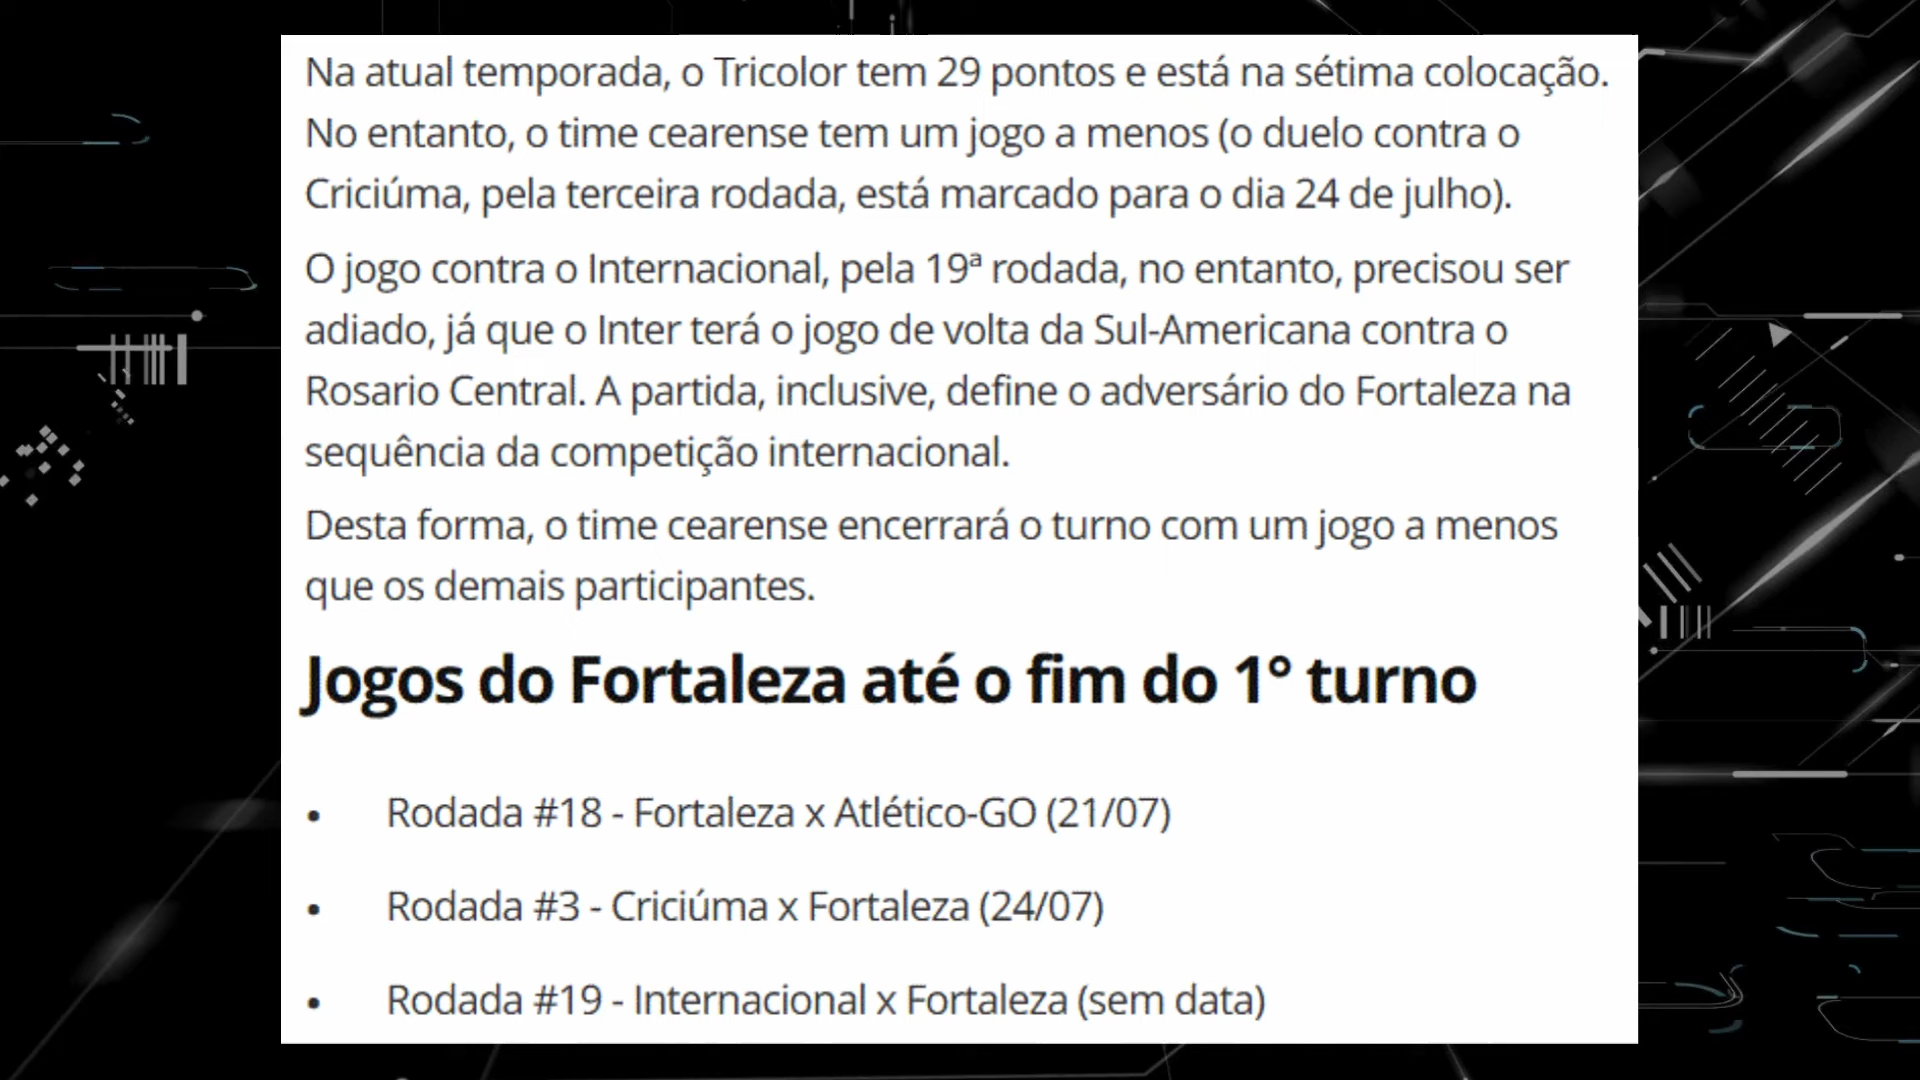 Na atual temporada, o Tricolor tem 29 pontos e está na sétima colocação.
No entanto, o time cearense tem um jogo a menos (o duelo contra o
Criciúma, pela terceira rodada, está marcado para o dia 24 de julho).
O jogo contra o Internacional, pela 19ª rodada, no entanto, precisou ser
adiado, já que o Inter terá o jogo de volta da Sul-Americana contra o
Rosario Central. A partida, inclusive, define o adversário do Fortaleza na
sequência da competição internacional.
Desta forma, o time cearense encerrará o turno com um jogo a menos
que os demais participantes.
Jogos do Fortaleza até o fim do 1° turno
• Rodada #18 - Fortaleza x Atlético-GO (21/07)
• Rodada #3 - Criciúma x Fortaleza (24/07)
• Rodada #19 - Internacional x Fortaleza (sem data)